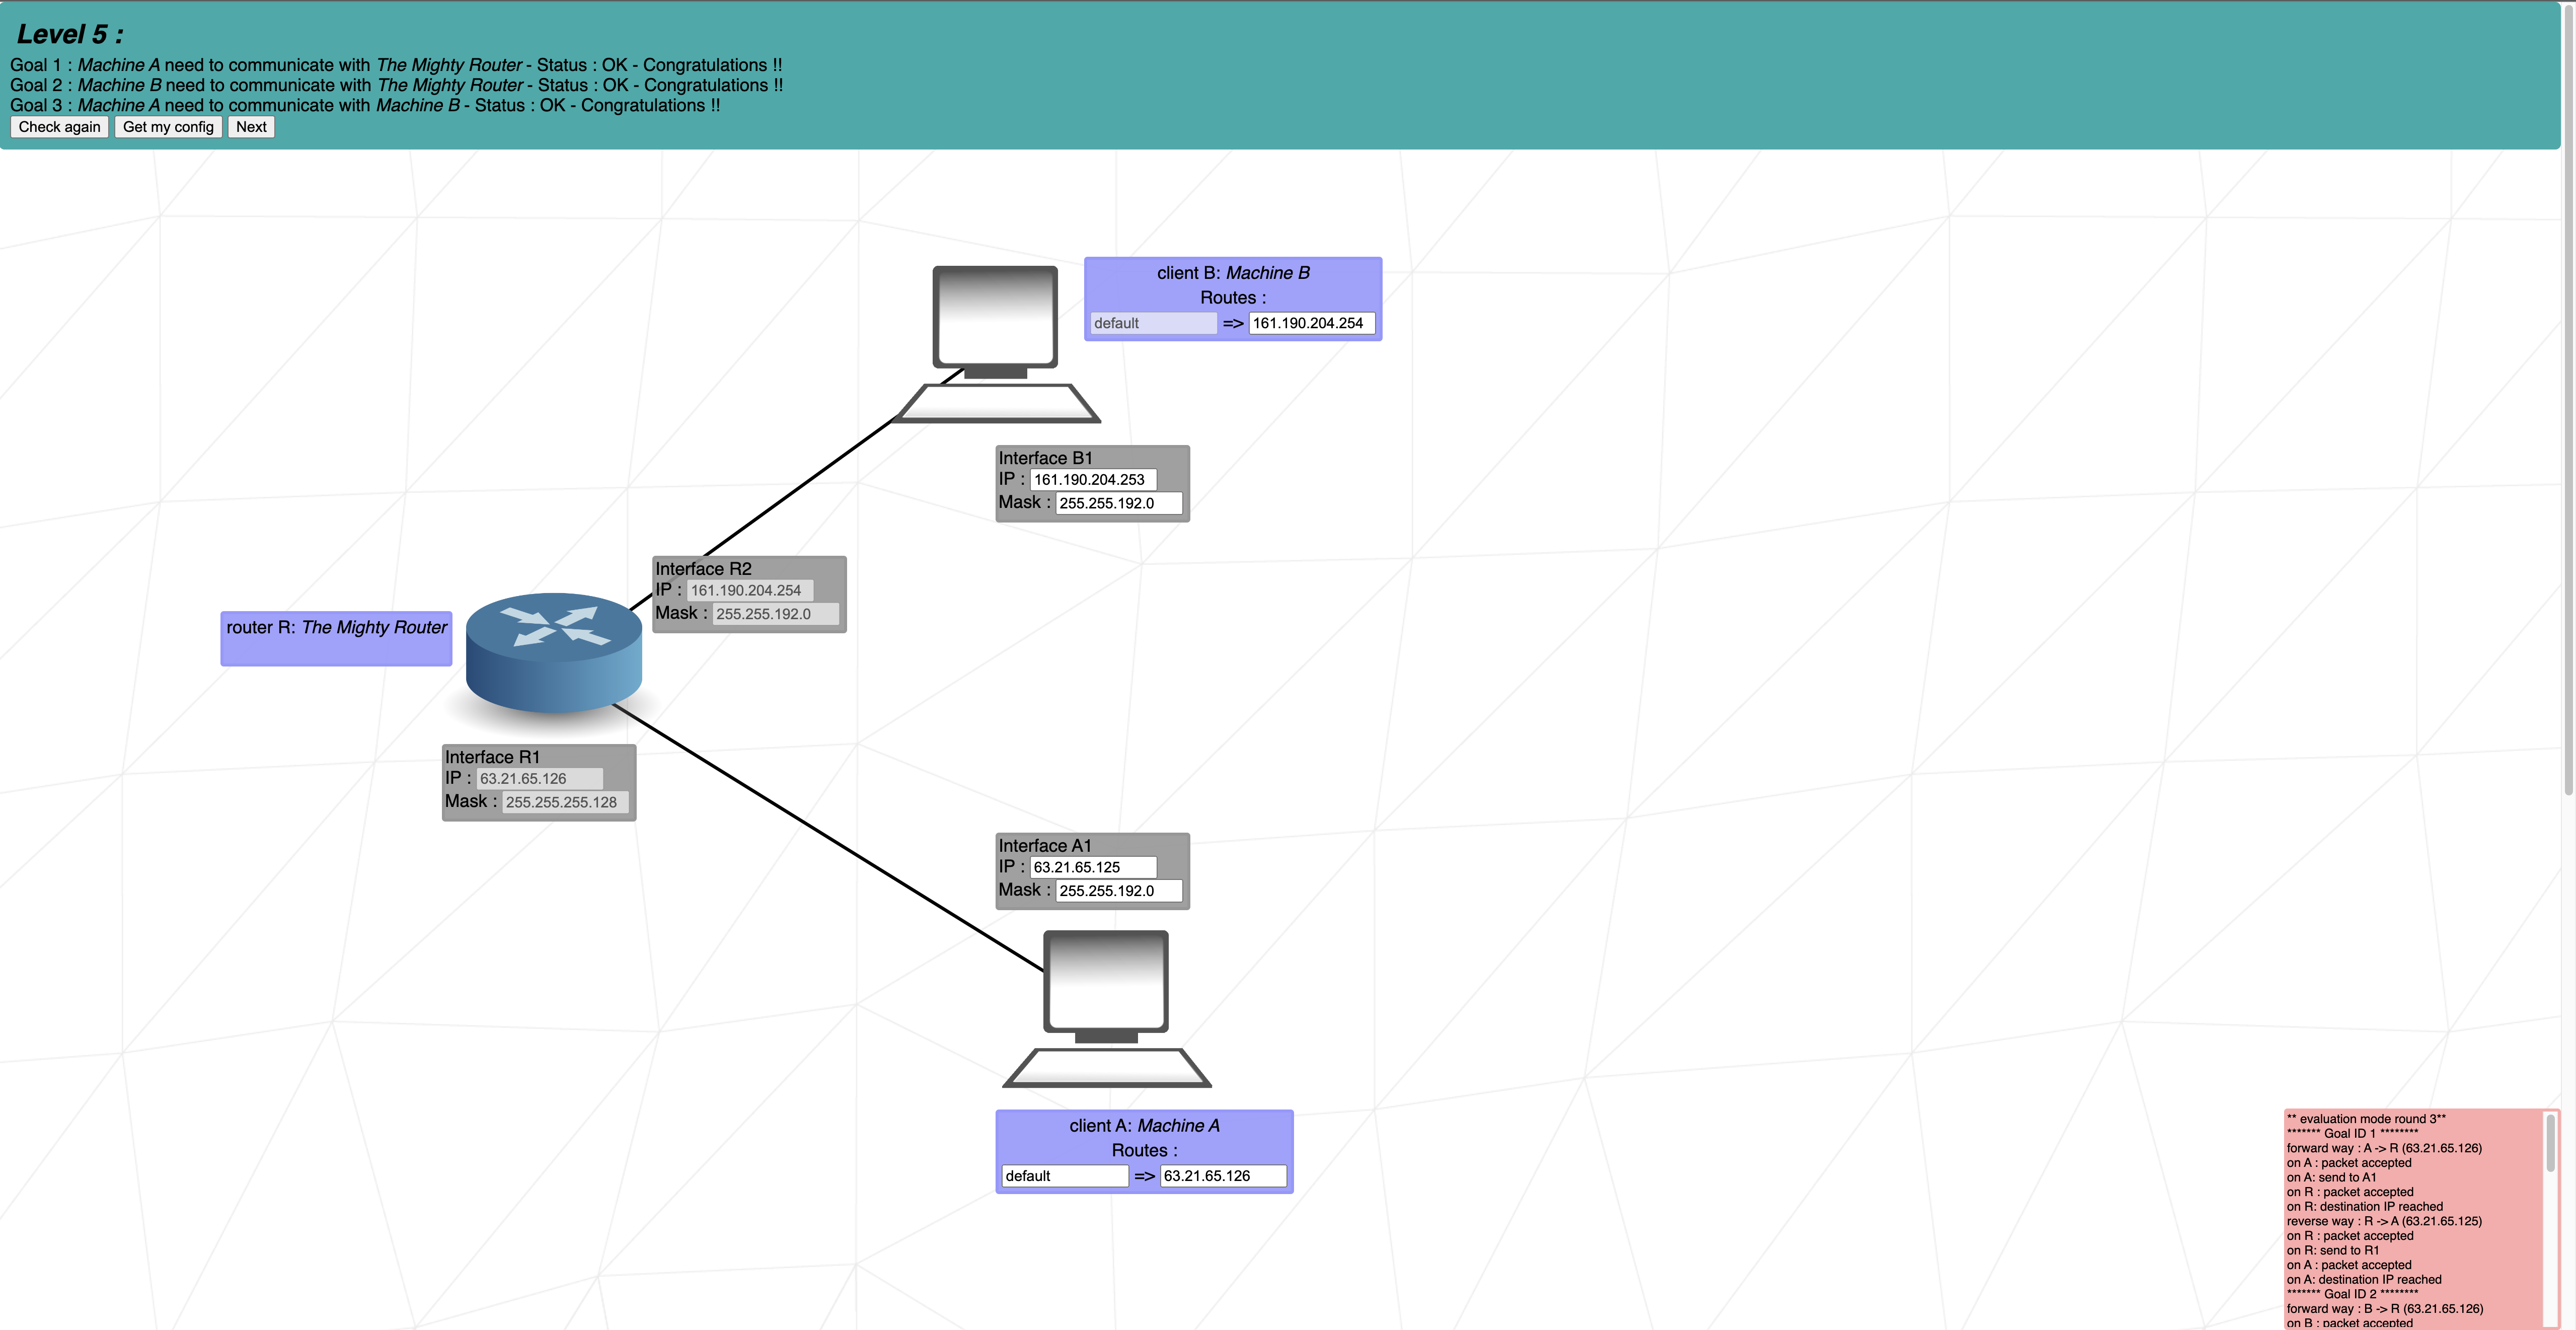 Level 5 :
Goal 1 : Machine A need to communicate with The Mighty Router - Status : OK - Congratulations !!
Goal 2 : Machine B need to communicate with The Mighty Router - Status : OK - Congratulations !!
Goal 3 : Machine A need to communicate with Machine B - Status : OK - Congratulations !!
Check again Get my config Next
client B: Machine B
Routes :
default => 161.190.204.254
Interface B1
IP : 161.190.204.253
Mask : 255.255.192.0
Interface R2
IP : 161.190.204.254
Mask : 255.255.192.0
router R: The Mighty Router
Interface R1
IP : 63.21.65.126
Mask : 255.255.255.128
Interface A1
IP : 63.21.65.125
Mask : 255.255.192.0
client A: Machine A
Routes :
default => 63.21.65.126
** evaluation mode round 3**
******* Goal ID 1 ********
forward way : A -> R (63.21.65.126)
on A : packet accepted
on A: send to A1
on R : packet accepted
on R: destination IP reached
reverse way : R -> A (63.21.65.125)
on R : packet accepted
on R: send to R1
on A : packet accepted
on A: destination IP reached
******* Goal ID 2 ********
forward way : B -> R (63.21.65.126)
on B : packet accepted